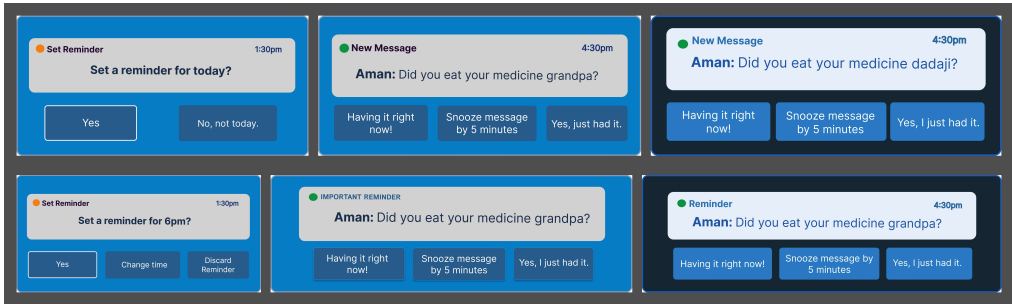 Set Reminder 1:30pm
Set a reminder for today?
Yes
No, not today.
New Message 4:30pm
Aman: Did you eat your medicine grandpa?
Having it right
now!
Snooze message
by 5 minutes
Yes, just had it.
New Message 4:30pm
Aman: Did you eat your medicine dadaji?
Having it right
now!
Snooze message
by 5 minutes
Yes, I just had it.
Set Reminder 1:30pm
Set a reminder for 6pm?
Yes
Change time
Discard
Reminder
IMPORTANT REMINDER
Aman: Did you eat your medicine grandpa?
Having it right
now!
Snooze message
by 5 minutes
Yes, I just had it.
Reminder 4:30pm
Aman: Did you eat your medicine grandpa?
Having it right now!
Snooze message by
5 minutes
Yes, I just had it.